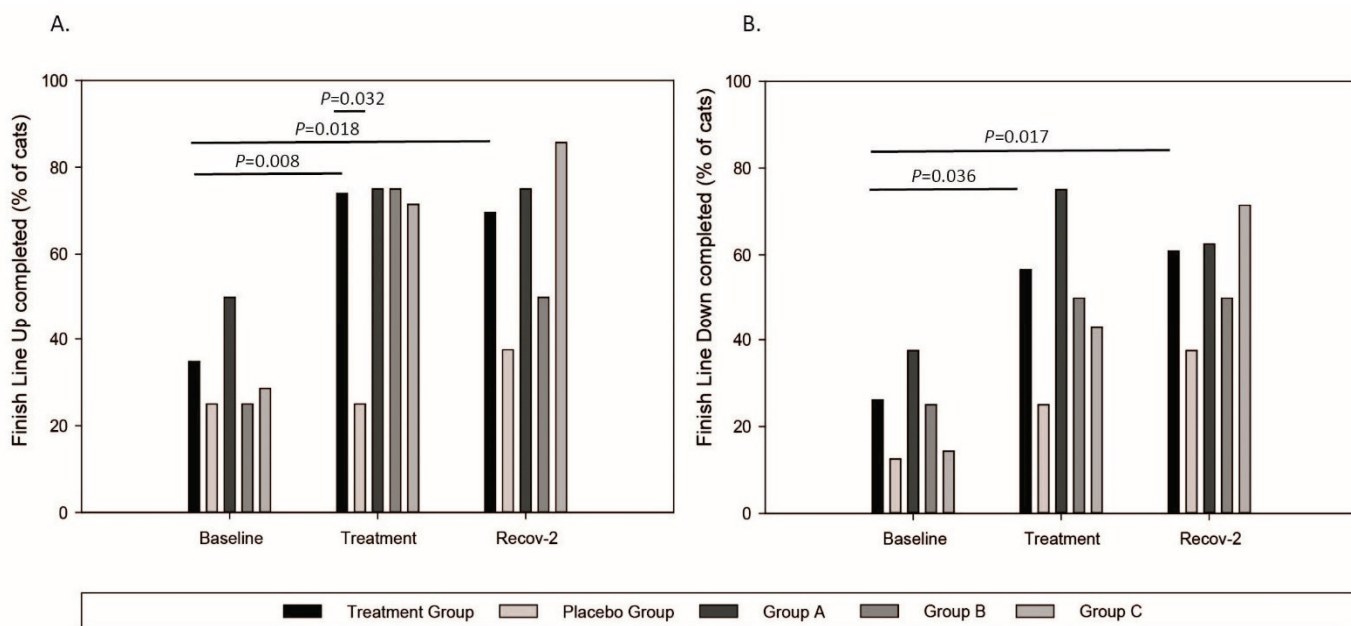 A.
B.
Finish Line Up completed (% of cats)
100
80
60
40
20
0
P=0.032
P=0.018
P=0.008
Baseline
Treatment
Recov-2
Finish Line Down completed (% of cats)
100
80
60
40
20
0
P=0.017
P=0.036
Baseline
Treatment
Recov-2
Treatment Group
Placebo Group
Group A
Group B
Group C